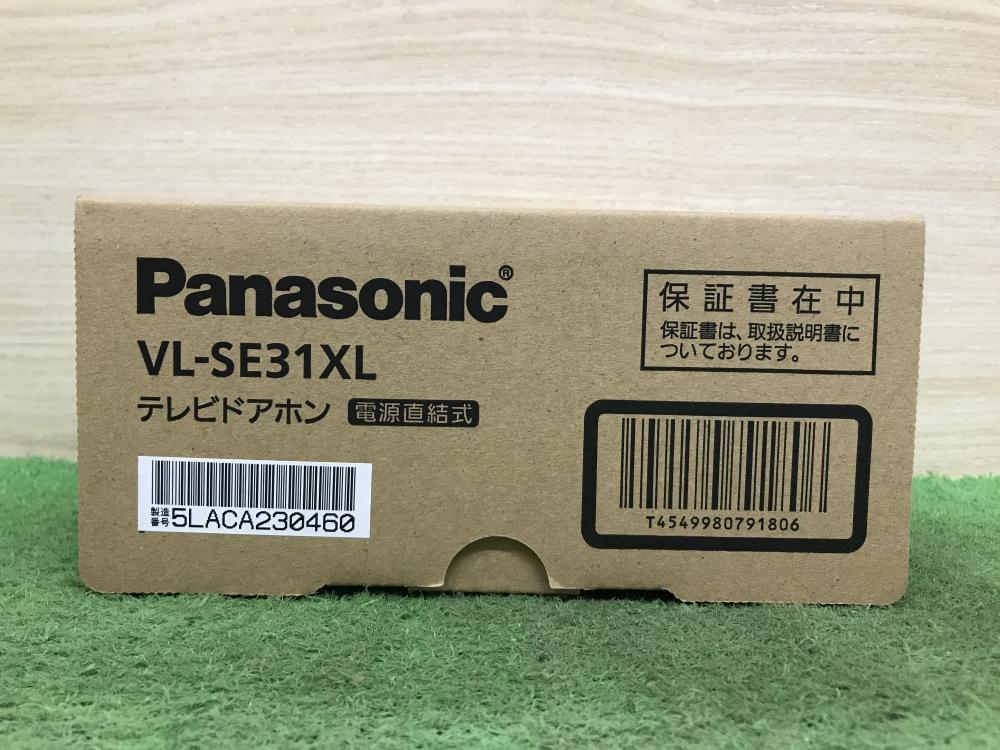 Panasonic®
VL-SE31XL
テレビドアホン 電源直結式
製造番号 5LACA230460
保証書在中
保証書は、取扱説明書に
ついております。
T4549980791806